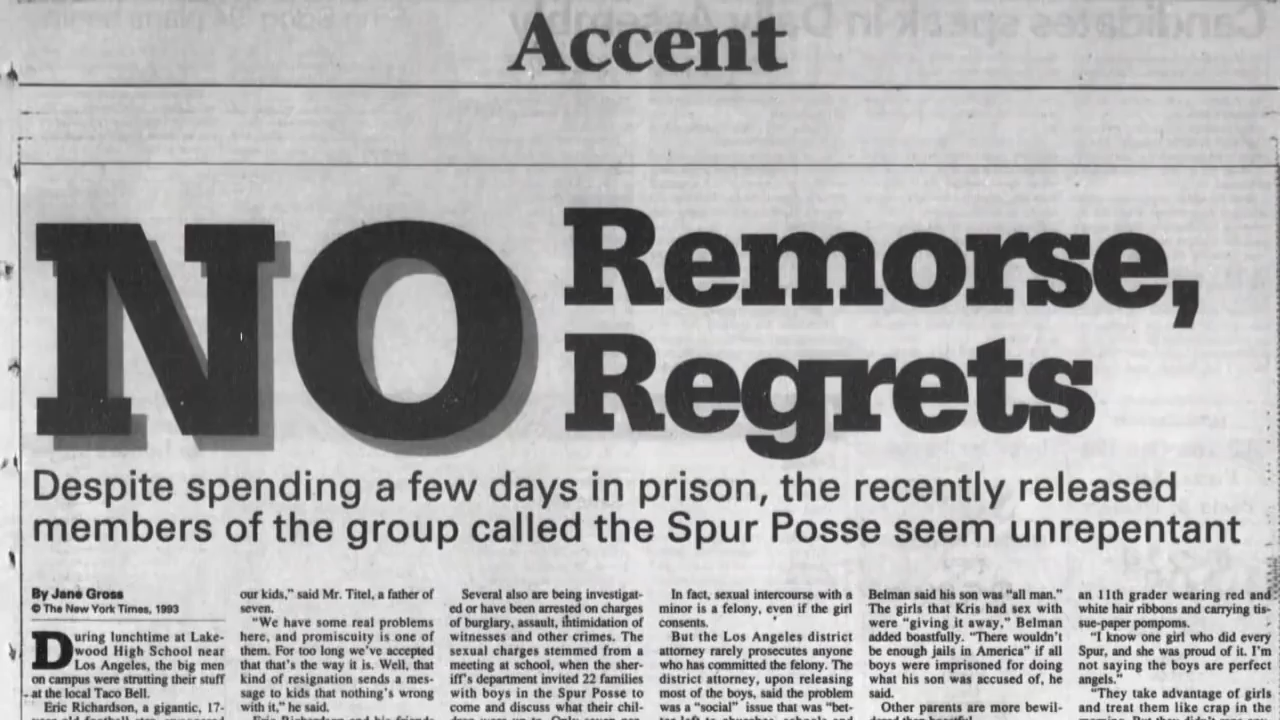 Accent
NO Remorse,
Regrets
Despite spending a few days in prison, the recently released
members of the group called the Spur Posse seem unrepentant
By Jane Gross
© The New York Times, 1993
During lunchtime at Lake-
wood High School near
Los Angeles, the big men
on campus were strutting their stuff
at the local Taco Bell.
Eric Richardson, a gigantic, 17-
our kids," said Mr. Titel, a father of
seven.
"We have some real problems
here, and promiscuity is one of
them. For too long we've accepted
that that's the way it is. Well, that
kind of resignation sends a mes-
sage to kids that nothing's wrong
with it," he said.
Eric Richardson and his friends
Several also are being investigat-
ed or have been arrested on charges
of burglary, assault, intimidation of
witnesses and other crimes. The
sexual charges stemmed from a
meeting at school, when the sher-
iff's department invited 22 families
with boys in the Spur Posse to
come and discuss what their chil-
In fact, sexual intercourse with a
minor is a felony, even if the girl
consents.
But the Los Angeles district
attorney rarely prosecutes anyone
who has committed the felony. The
district attorney, upon releasing
most of the boys, said the problem
was a "social" issue that was "bet-
Belman said his son was "all man."
The girls that Kris had sex with
were "giving it away," Belman
added boastfully. "There wouldn't
be enough jails in America" if all
boys were imprisoned for doing
what his son was accused of, he
said.
Other parents are more bewil-
an 11th grader wearing red and
white hair ribbons and carrying tis-
sue-paper pompoms.
"I know one girl who did every
Spur, and she was proud of it. I'm
not saying the boys are perfect
angels."
"They take advantage of girls
and treat them like crap in the